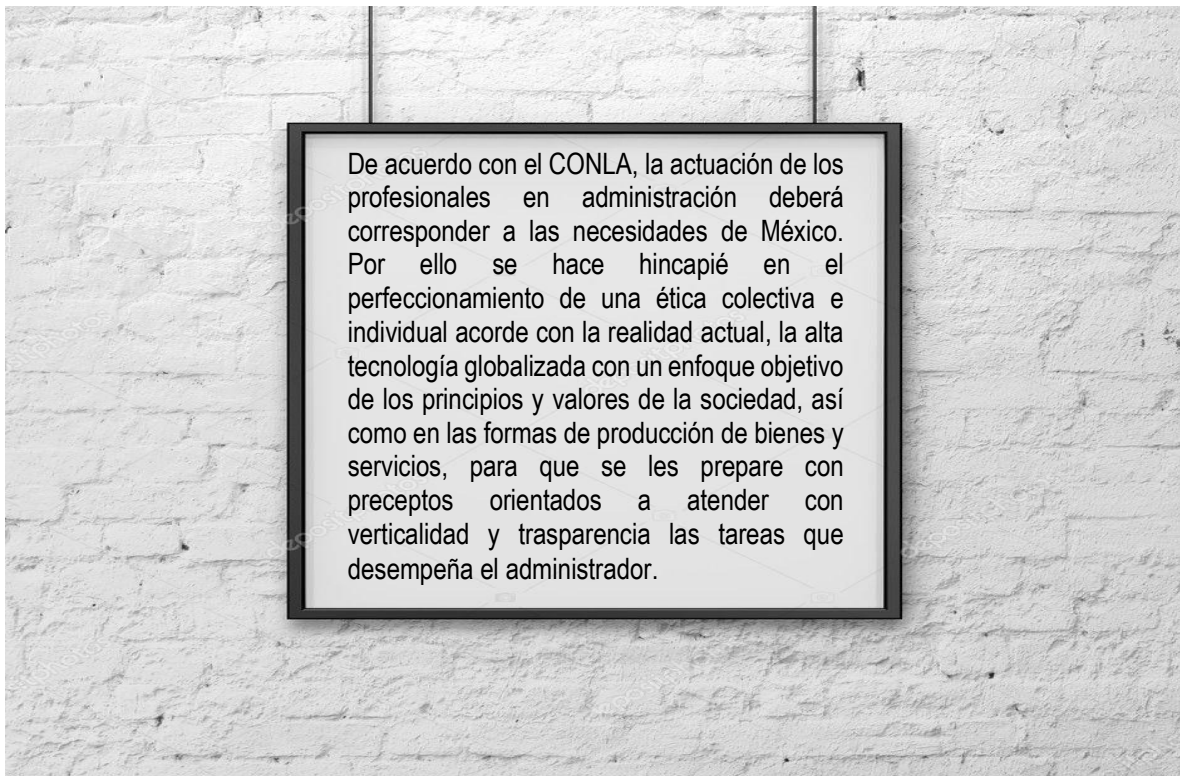 De acuerdo con el CONLA, la actuación de los
profesionales en administración deberá
corresponder a las necesidades de México.
Por ello se hace hincapié en el
perfeccionamiento de una ética colectiva e
individual acorde con la realidad actual, la alta
tecnología globalizada con un enfoque objetivo
de los principios y valores de la sociedad, así
como en las formas de producción de bienes y
servicios, para que se les prepare con
preceptos orientados a atender con
verticalidad y trasparencia las tareas que
desempeña el administrador.